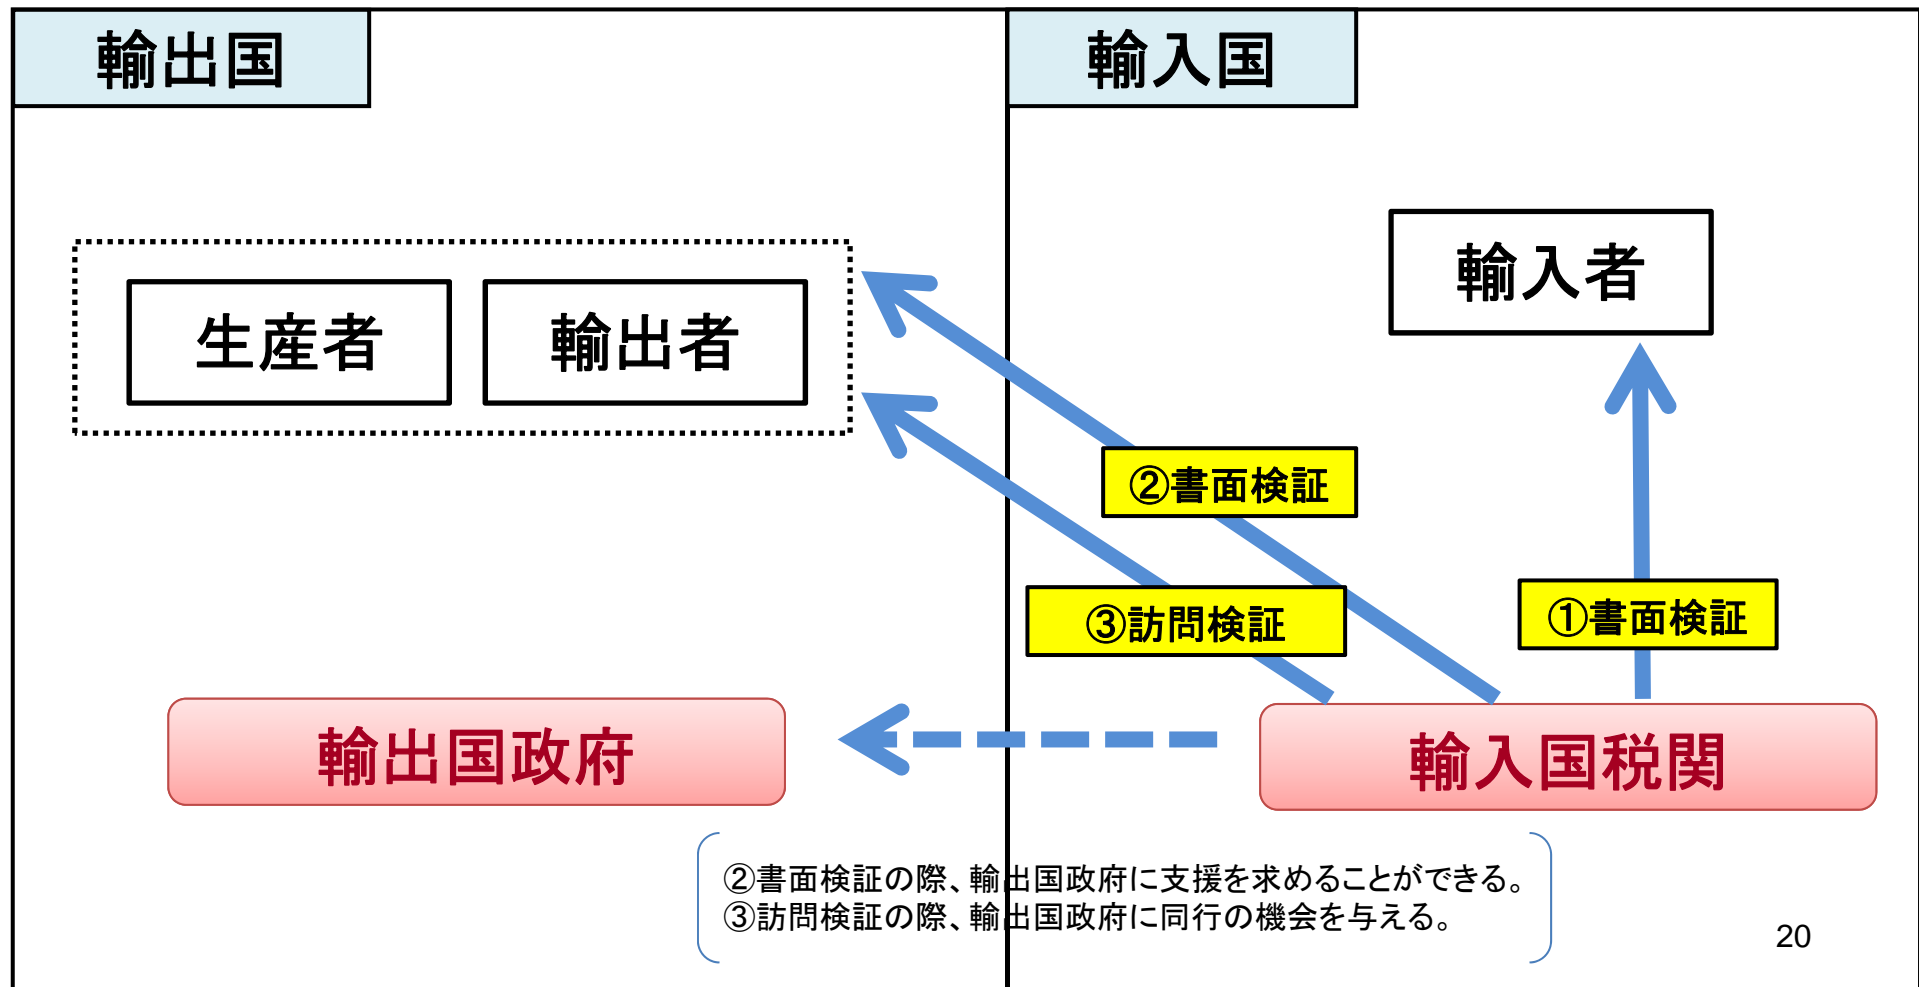 輸出国
輸入国
輸入者
生産者
輸出者
②書面検証
③訪問検証
①書面検証
輸出国政府
輸入国税関
②書面検証の際、輸出国政府に支援を求めることができる。
③訪問検証の際、輸出国政府に同行の機会を与える。
20